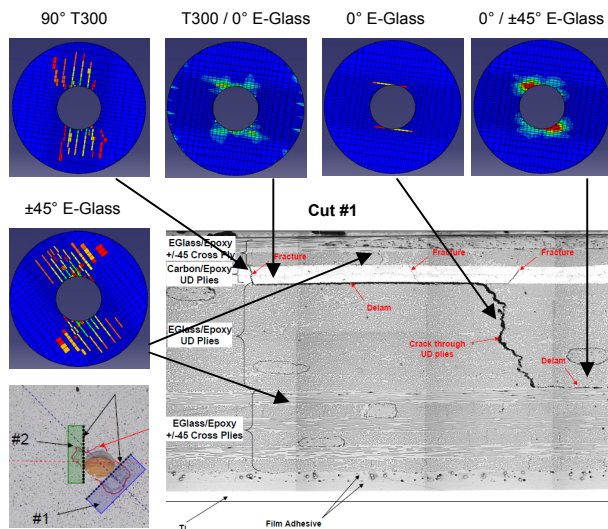 90° T300
T300 / 0° E-Glass
0° E-Glass
0° / ±45° E-Glass
±45° E-Glass
Cut #1
EGlass/Epoxy
+/-45 Cross Ply
Carbon/Epoxy
UD Plies
Fracture
Fracture
Fracture
Delam
EGlass/Epoxy
UD Plies
Crack through
UD plies
Delam
EGlass/Epoxy
+/-45 Cross Plies
#2
#1
Film Adhesive